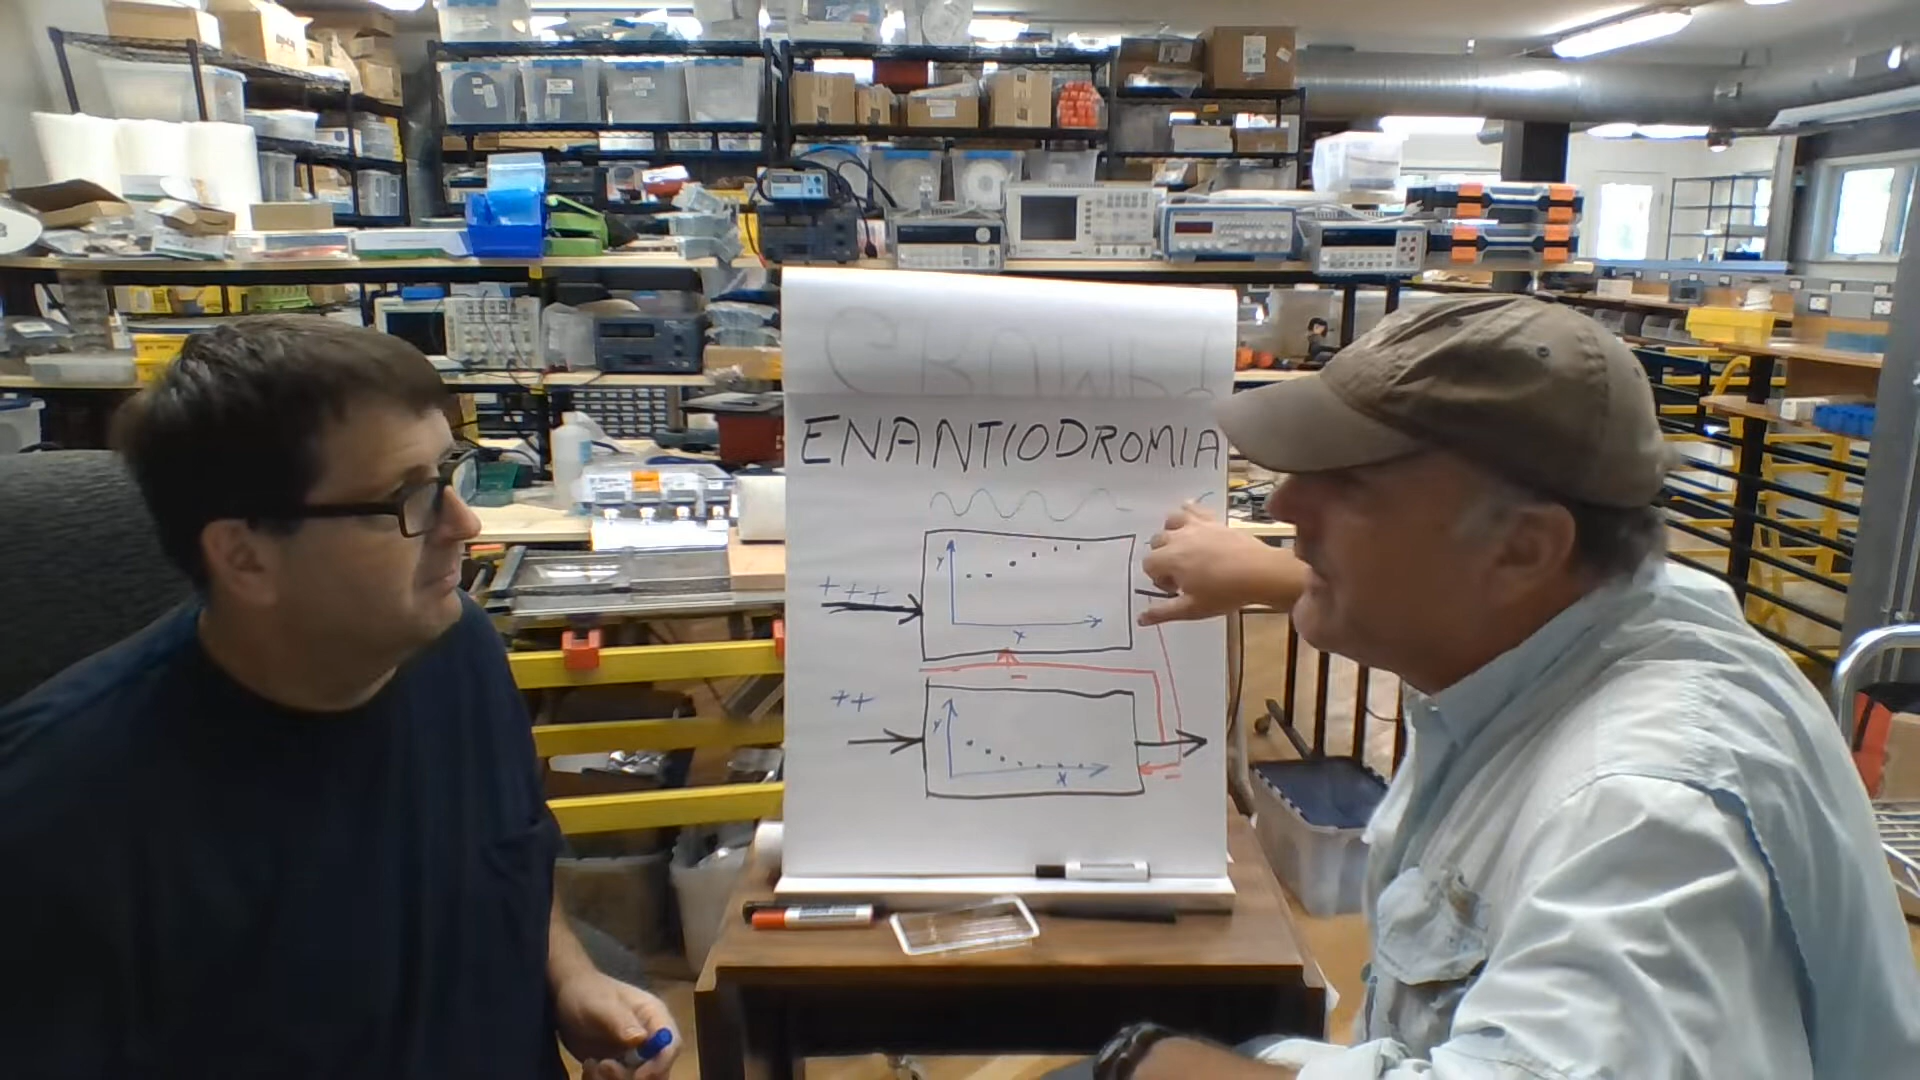 ENANTIODROMIA
y
+++
x
-
++
y
x
-